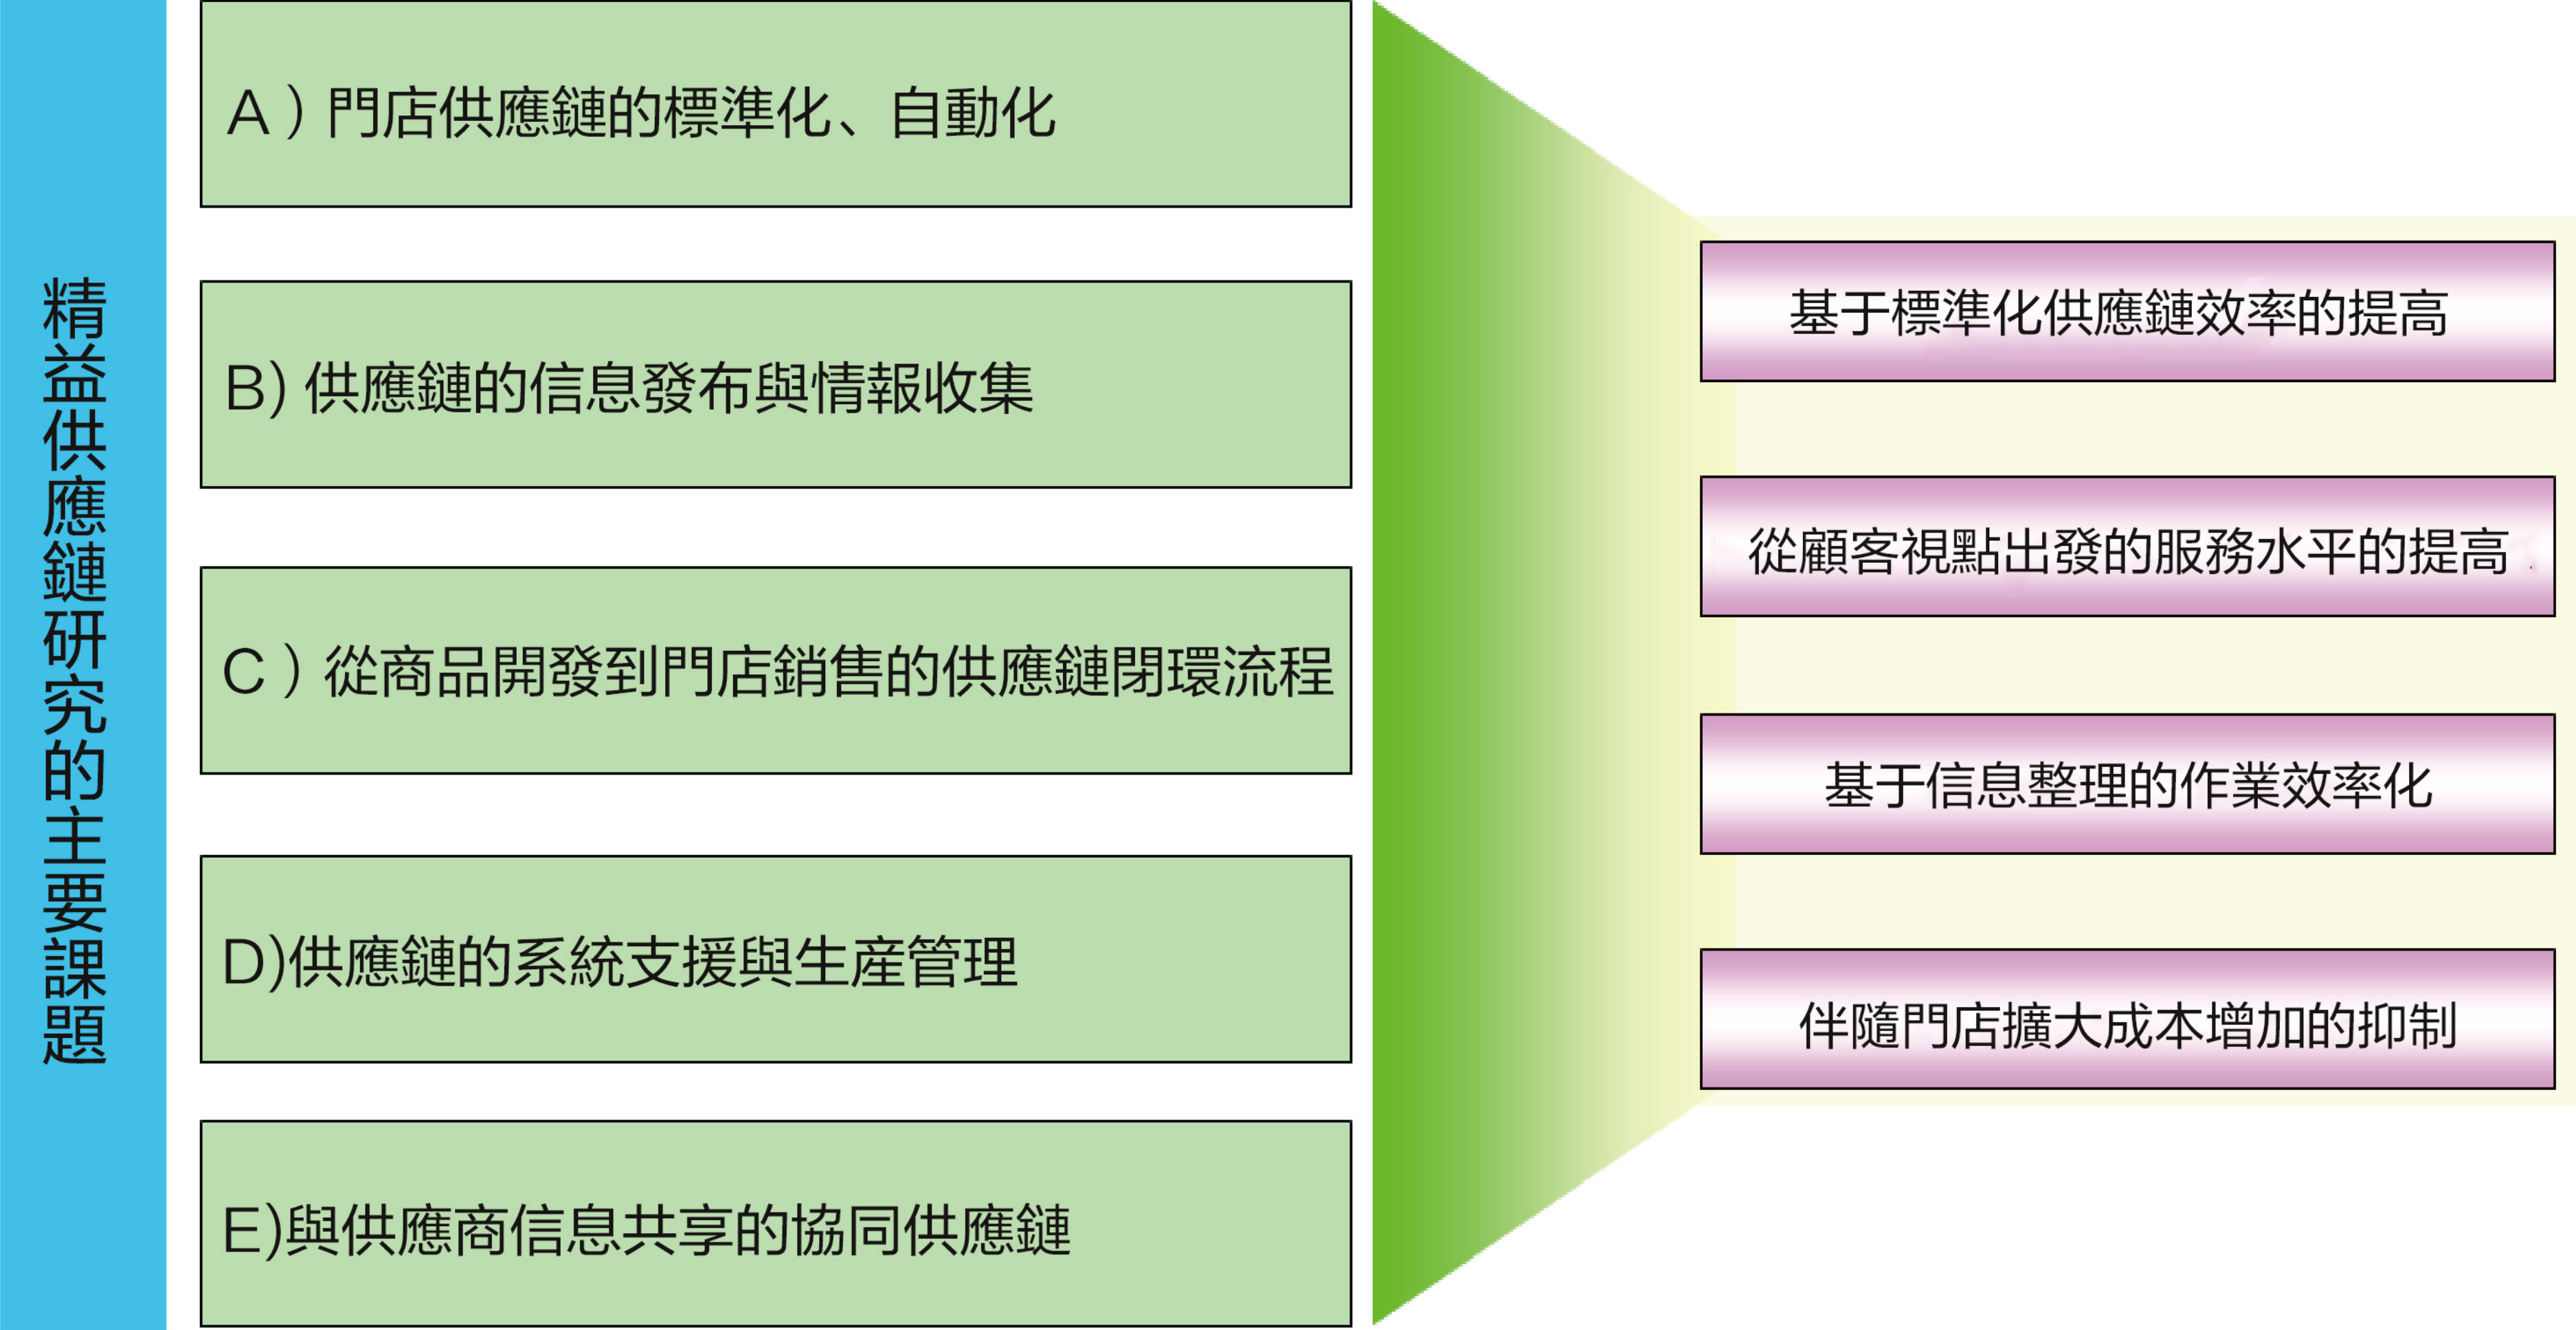 精益供應鏈研究的主要課題
A）門店供應鏈的標準化、自動化
B) 供應鏈的信息發布與情報收集
C）從商品開發到門店銷售的供應鏈閉環流程
D)供應鏈的系統支援與生産管理
E)與供應商信息共享的協同供應鏈
基于標準化供應鏈效率的提高
從顧客視點出發的服務水平的提高
基于信息整理的作業效率化
伴隨門店擴大成本增加的抑制